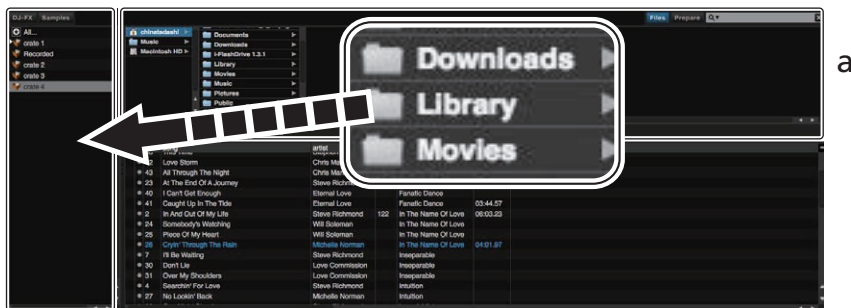 DJ-FX Samples
Files Prepare
All...
crate 1
Recorded
crate 2
crate 3
crate 4
chinatadashi
Music
Macintosh HD
Documents
Downloads
i-FlashDrive 1.3.1
Library
Movies
Music
Pictures
Public
Downloads
Library
Movies
a
song artist
Love Storm Chris
43 All Through The Night Chris
23 At The End Of A Journey Steve Richmond
40 I Can't Get Enough Eternal Love Fanatic Dance
41 Caught Up In The Tide Eternal Love Fanatic Dance 03:44.57
2 In And Out Of My Life Steve Richmond 122 In The Name Of Love 06:03.23
24 Somebody's Watching Will Soleman In The Name Of Love
25 Piece Of My Heart Will Soleman In The Name Of Love
26 Cryin' Through The Rain Michelle Norman In The Name Of Love 04:01.97
7 I'll Be Waiting Steve Richmond Inseparable
30 Don't Lie Love Commission Inseparable
31 Over My Shoulders Love Commission Inseparable
4 Searchin' For Love Steve Richmond Intuition
27 No Lookin' Back Michelle Norman Intuition